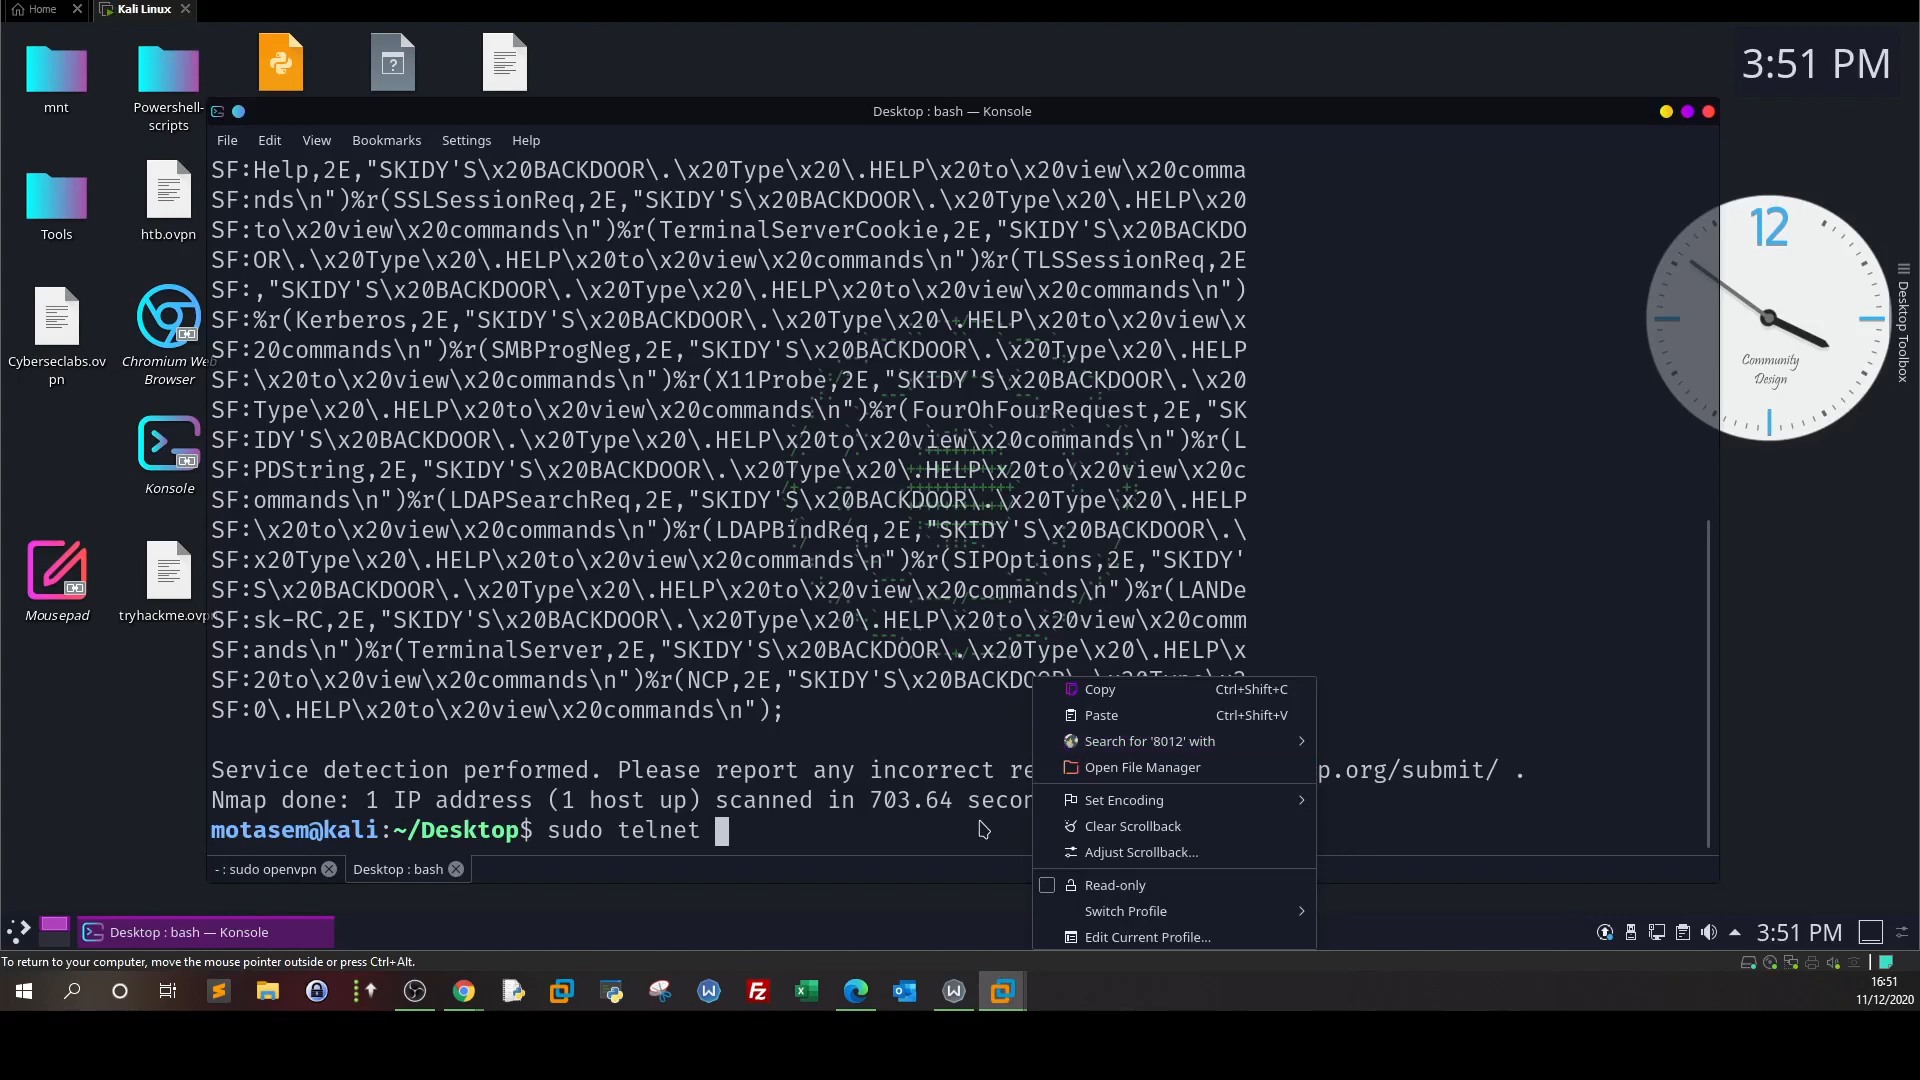 Home
Kali Linux
3:51 PM
mnt
Powershell-
scripts
Tools
htb.ovpn
Cyberseclabs.ov
pn
Chromium Web
Browser
Konsole
Mousepad
tryhackme.ovp
Desktop : bash — Konsole
File Edit View Bookmarks Settings Help
SF:Help,2E,"SKIDY'S\x20BACKDOOR\.\x20Type\x20\.HELP\x20to\x20view\x20comma
SF:nds\n")%r(SSLSessionReq,2E,"SKIDY'S\x20BACKDOOR\.\x20Type\x20\.HELP\x20
SF:to\x20view\x20commands\n")%r(TerminalServerCookie,2E,"SKIDY'S\x20BACKDO
SF:OR\.\x20Type\x20\.HELP\x20to\x20view\x20commands\n")%r(TLSSessionReq,2E
SF:,"SKIDY'S\x20BACKDOOR\.\x20Type\x20\.HELP\x20to\x20view\x20commands\n")
SF:%r(Kerberos,2E,"SKIDY'S\x20BACKDOOR\.\x20Type\x20\.HELP\x20to\x20view\x
SF:20commands\n")%r(SMBProgNeg,2E,"SKIDY'S\x20BACKDOOR\.\x20Type\x20\.HELP
SF:\x20to\x20view\x20commands\n")%r(X11Probe,2E,"SKIDY'S\x20BACKDOOR\.\x20
SF:Type\x20\.HELP\x20to\x20view\x20commands\n")%r(FourOhFourRequest,2E,"SK
SF:IDY'S\x20BACKDOOR\.\x20Type\x20\.HELP\x20to\x20view\x20commands\n")%r(L
SF:PDString,2E,"SKIDY'S\x20BACKDOOR\.\x20Type\x20\.HELP\x20to\x20view\x20c
SF:ommands\n")%r(LDAPSearchReq,2E,"SKIDY'S\x20BACKDOOR\.\x20Type\x20\.HELP
SF:\x20to\x20view\x20commands\n")%r(LDAPBindReq,2E,"SKIDY'S\x20BACKDOOR\.\
SF:x20Type\x20\.HELP\x20to\x20view\x20commands\n")%r(SIPOptions,2E,"SKIDY'
SF:S\x20BACKDOOR\.\x20Type\x20\.HELP\x20to\x20view\x20commands\n")%r(LANDe
SF:sk-RC,2E,"SKIDY'S\x20BACKDOOR\.\x20Type\x20\.HELP\x20to\x20view\x20comm
SF:ands\n")%r(TerminalServer,2E,"SKIDY'S\x20BACKDOOR\.\x20Type\x20\.HELP\x
SF:20to\x20view\x20commands\n")%r(NCP,2E,"SKIDY'S\x20BACKDO
SF:0\.HELP\x20to\x20view\x20commands\n");
Service detection performed. Please report any incorrect re p.org/submit/ .
Nmap done: 1 IP address (1 host up) scanned in 703.64 secon
motasem@kali:~/Desktop$ sudo telnet
Copy Ctrl+Shift+C
Paste Ctrl+Shift+V
Search for '8012' with
Open File Manager
Set Encoding
Clear Scrollback
Adjust Scrollback...
Read-only
Switch Profile
Edit Current Profile...
- : sudo openvpn
Desktop : bash
12
Community
Design
Desktop Toolbox
Desktop : bash — Konsole
3:51 PM
To return to your computer, move the mouse pointer outside or press Ctrl+Alt.
16:51
11/12/2020